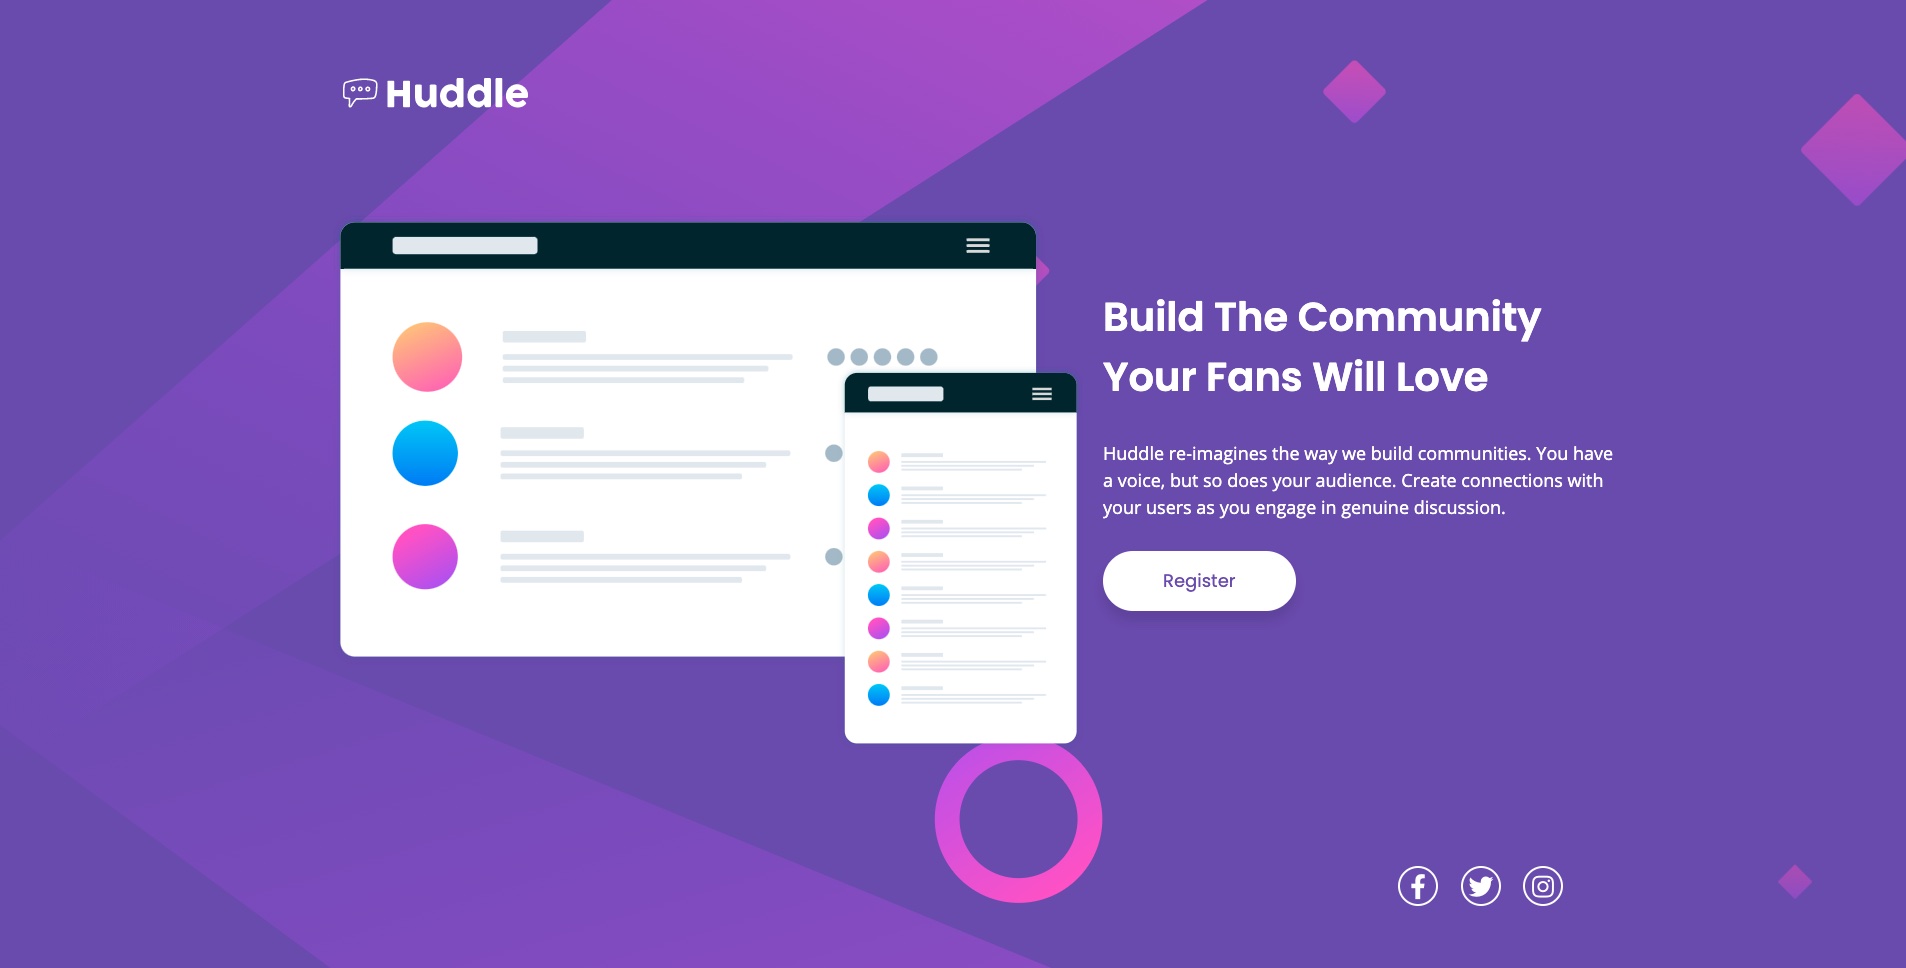 Huddle
Build The Community
Your Fans Will Love
Huddle re-imagines the way we build communities. You have
a voice, but so does your audience. Create connections with
your users as you engage in genuine discussion.
Register